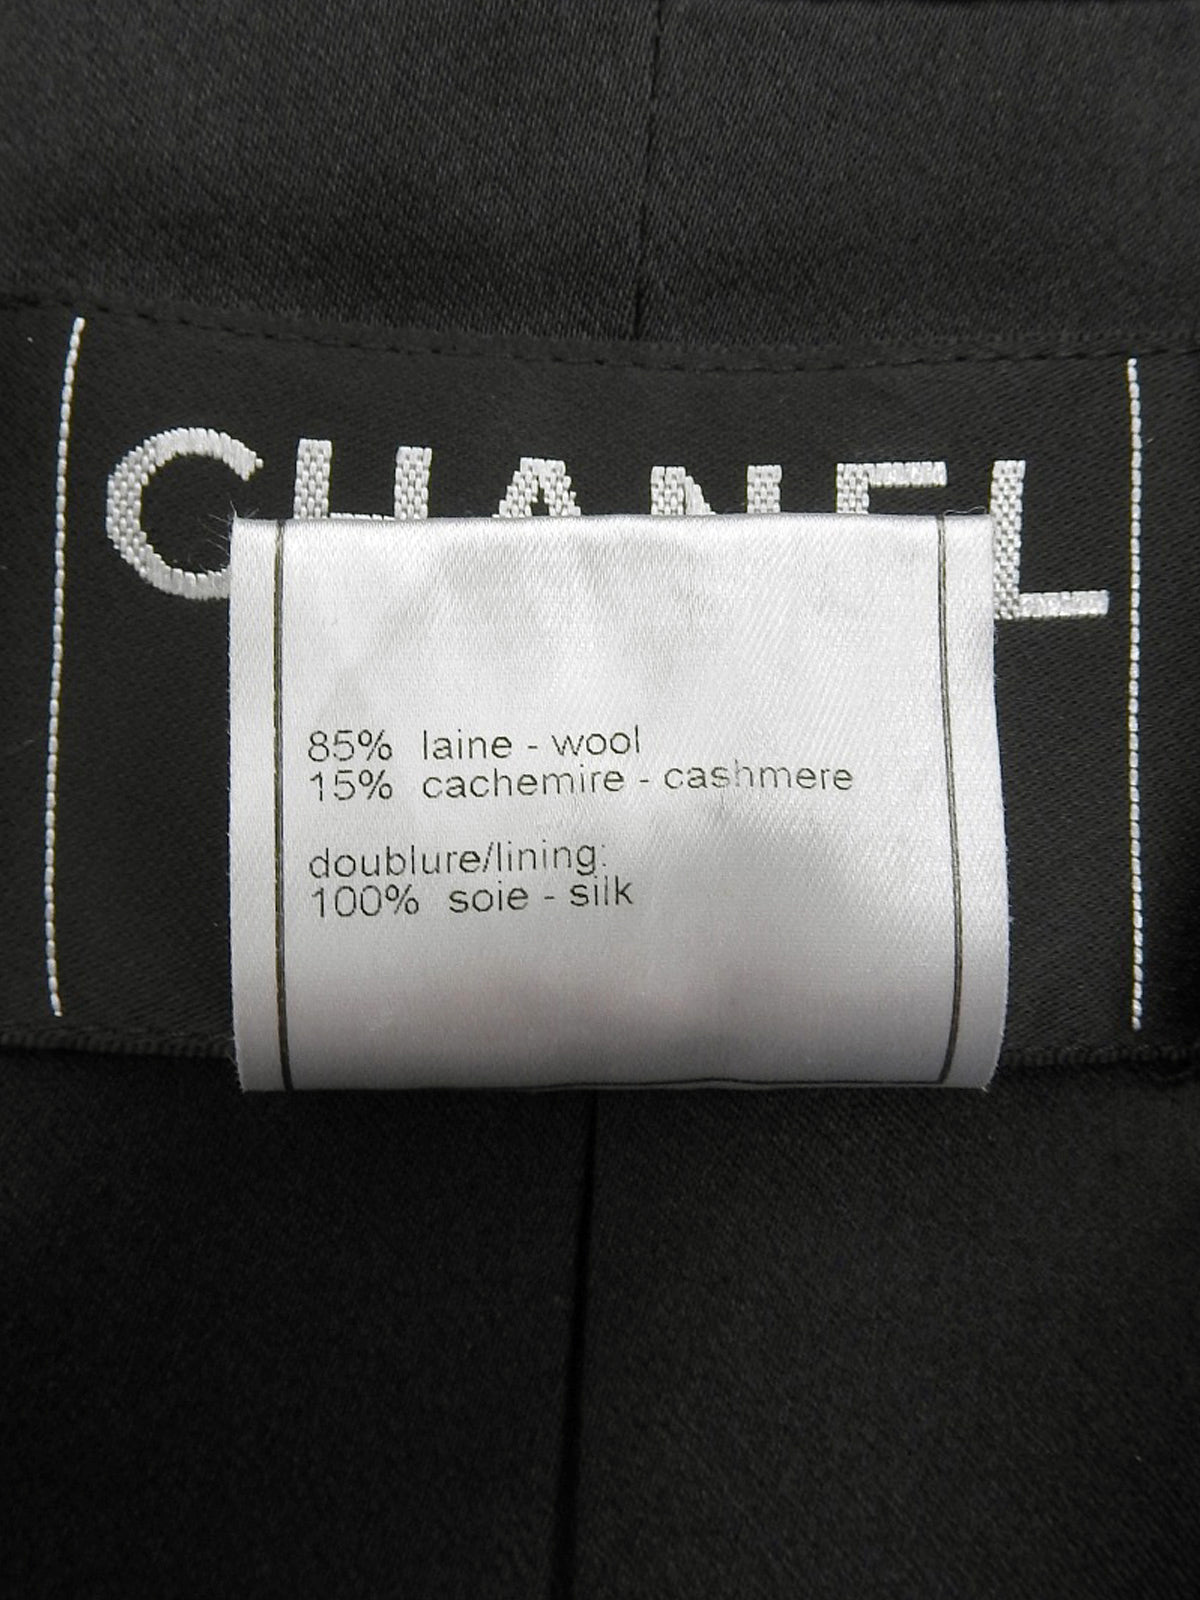 CHANEL
85% laine - wool
15% cachemire - cashmere
doublure/lining:
100% soie - silk